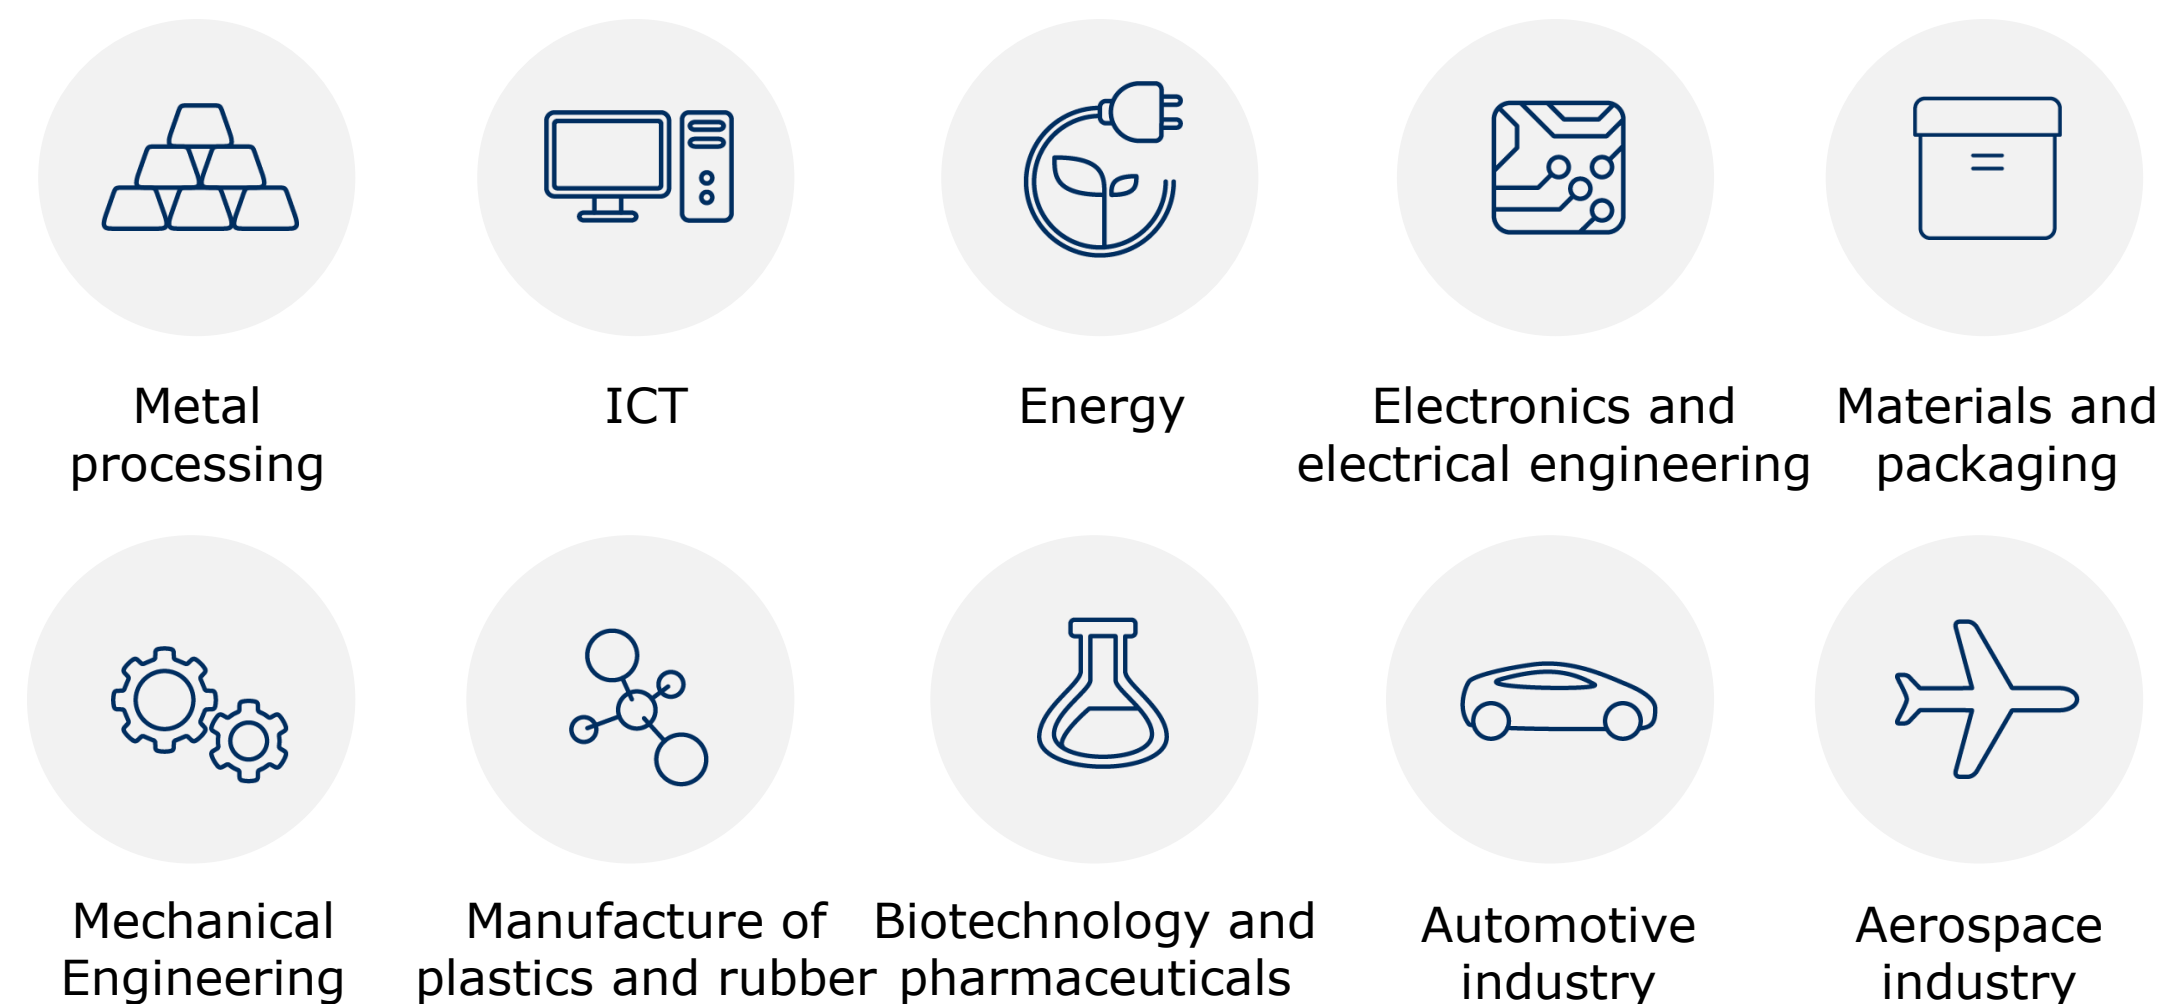 Metal
processing
ICT
Energy
Electronics and
electrical engineering
Materials and
packaging
Mechanical
Engineering
Manufacture of
plastics and rubber
Biotechnology and
pharmaceuticals
Automotive
industry
Aerospace
industry